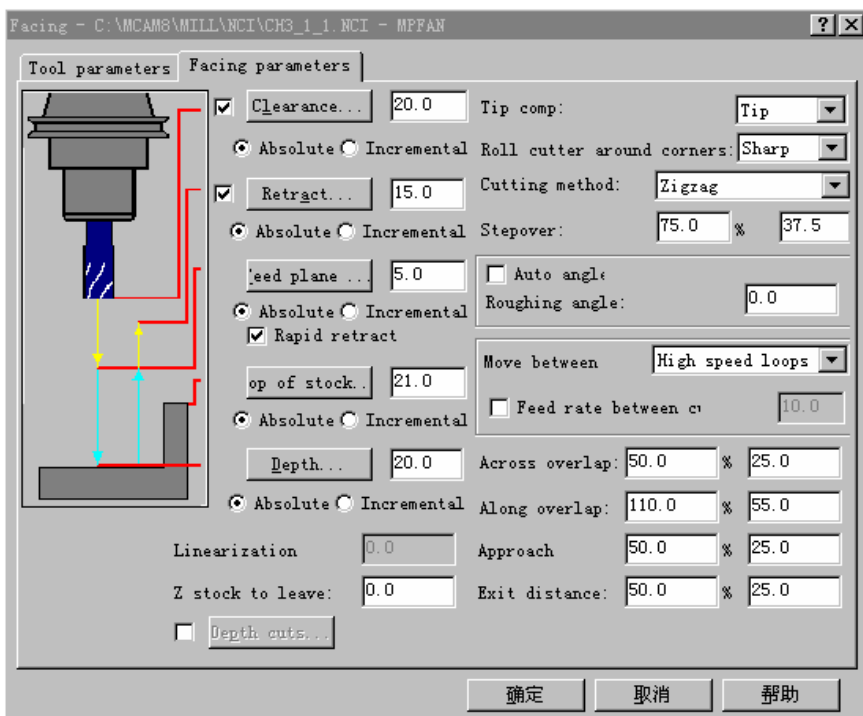 Facing - C:\MCAM8\MILL\NCI\CH3_1_1.NCI - MPFAN
Tool parameters Facing parameters
Clearance... 20.0 Tip comp: Tip
Absolute Incremental Roll cutter around corners: Sharp
Retract... 15.0 Cutting method: Zigzag
Absolute Incremental Stepover: 75.0 % 37.5
eed plane ... 5.0 Auto angle
Absolute Incremental Roughing angle: 0.0
Rapid retract
op of stock.. 21.0 Move between High speed loops
Absolute Incremental Feed rate between cu 10.0
Depth... 20.0 Across overlap: 50.0 % 25.0
Absolute Incremental Along overlap: 110.0 % 55.0
Linearization 0.0 Approach 50.0 % 25.0
Z stock to leave: 0.0 Exit distance: 50.0 % 25.0
Depth cuts...
确定 取消 帮助